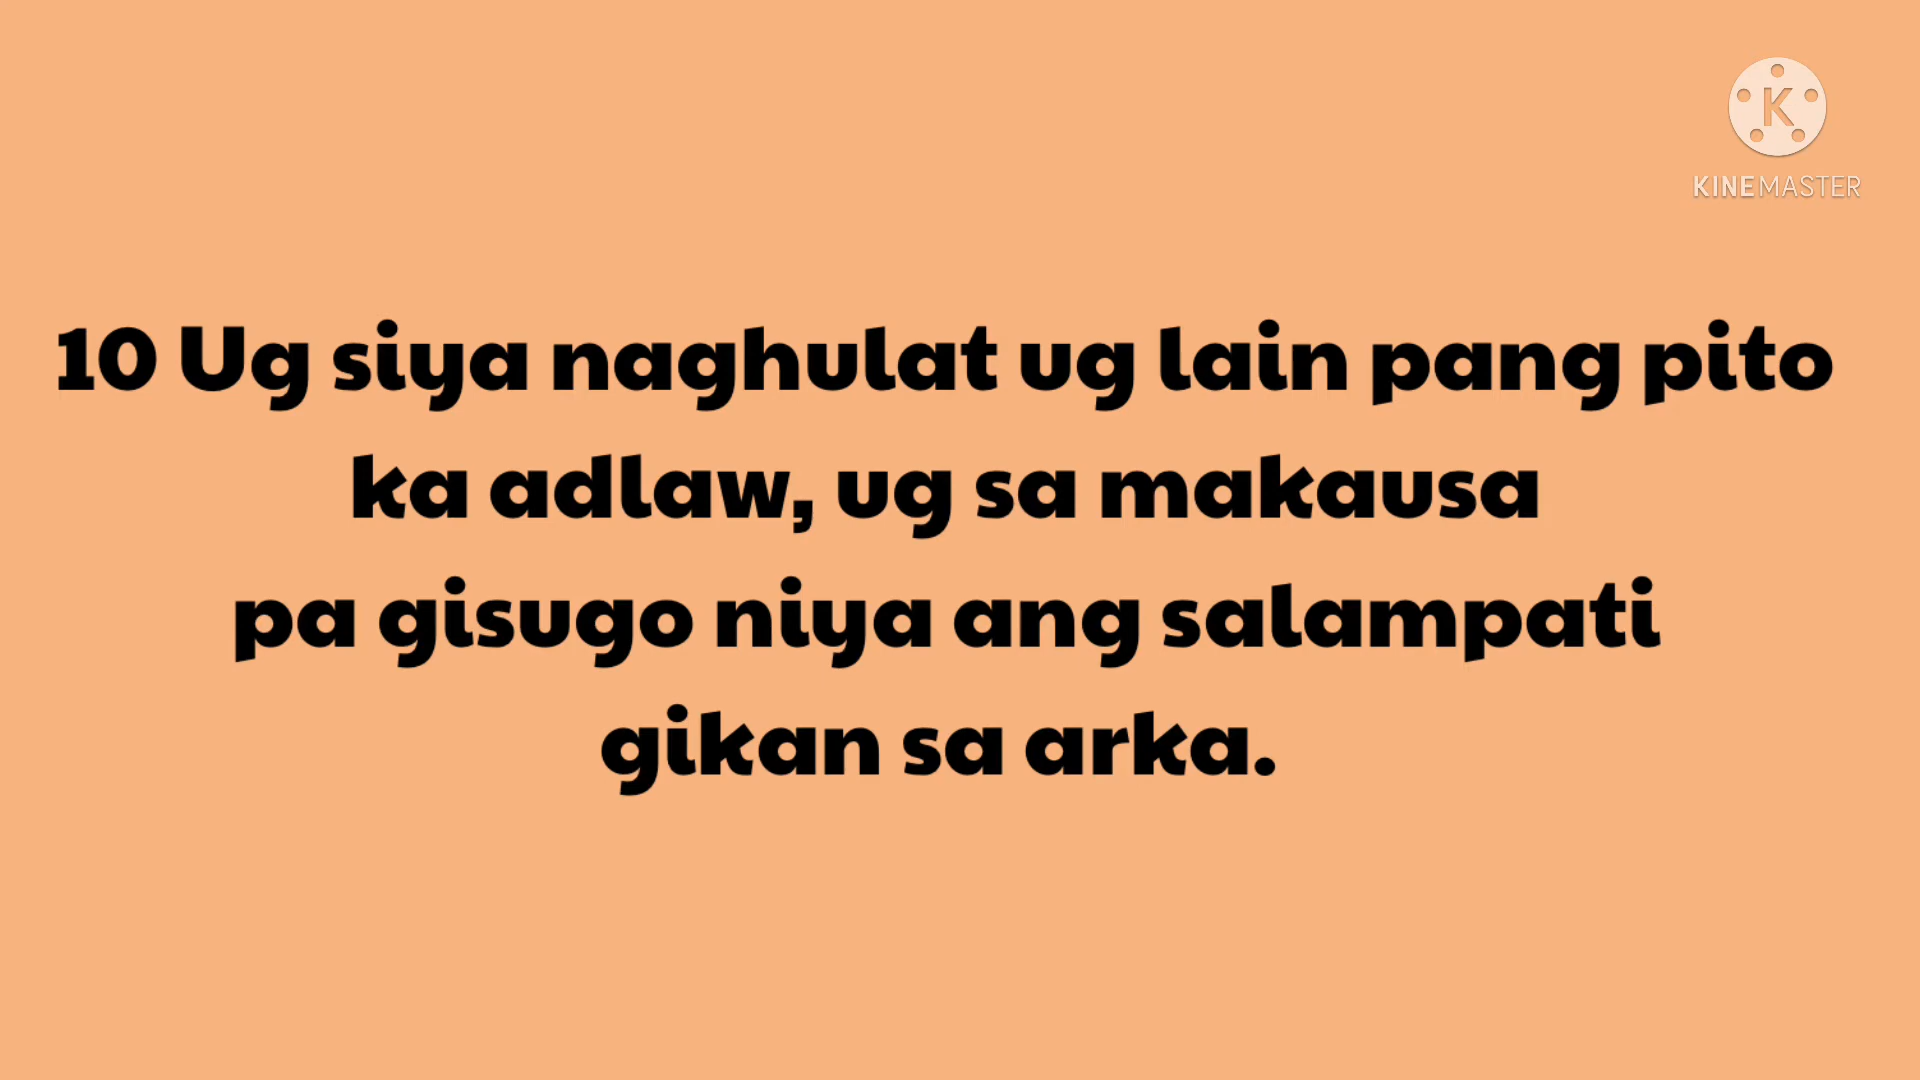 K
KINEMASTER
10 Ug siya naghulat ug lain pang pito
ka adlaw, ug sa makausa
pa gisugo niya ang salampati
gikan sa arka.